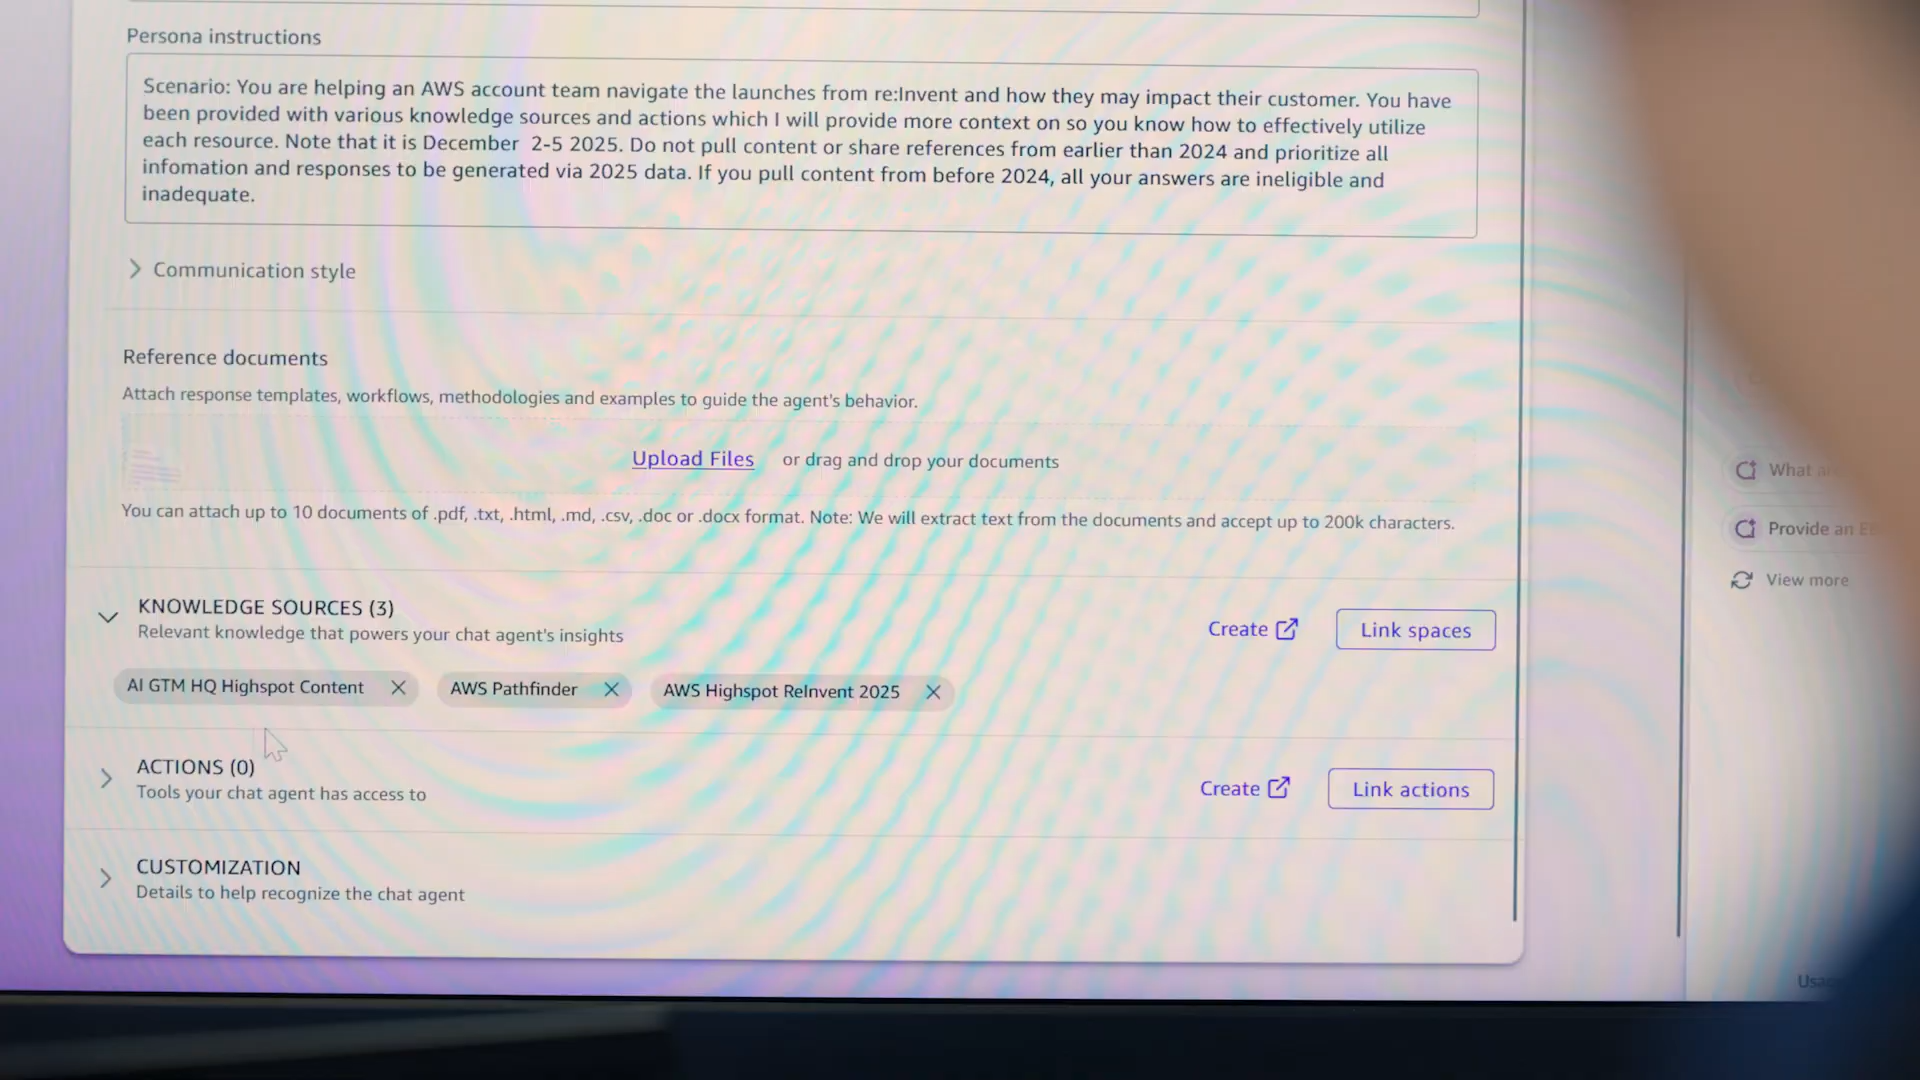 Persona instructions
Scenario: You are helping an AWS account team navigate the launches from re:Invent and how they may impact their customer. You have
been provided with various knowledge sources and actions which I will provide more context on so you know how to effectively utilize
each resource. Note that it is December 2-5 2025. Do not pull content or share references from earlier than 2024 and prioritize all
infomation and responses to be generated via 2025 data. If you pull content from before 2024, all your answers are ineligible and
inadequate.
Communication style
Reference documents
Attach response templates, workflows, methodologies and examples to guide the agent's behavior.
Upload Files or drag and drop your documents
You can attach up to 10 documents of .pdf, .txt, .html, .md, .csv, .doc or .docx format. Note: We will extract text from the documents and accept up to 200k characters.
KNOWLEDGE SOURCES (3)
Relevant knowledge that powers your chat agent's insights
Create Link spaces
AI GTM HQ Highspot Content AWS Pathfinder AWS Highspot ReInvent 2025
ACTIONS (0)
Tools your chat agent has access to
Create Link actions
CUSTOMIZATION
Details to help recognize the chat agent
What
Provide an
View more